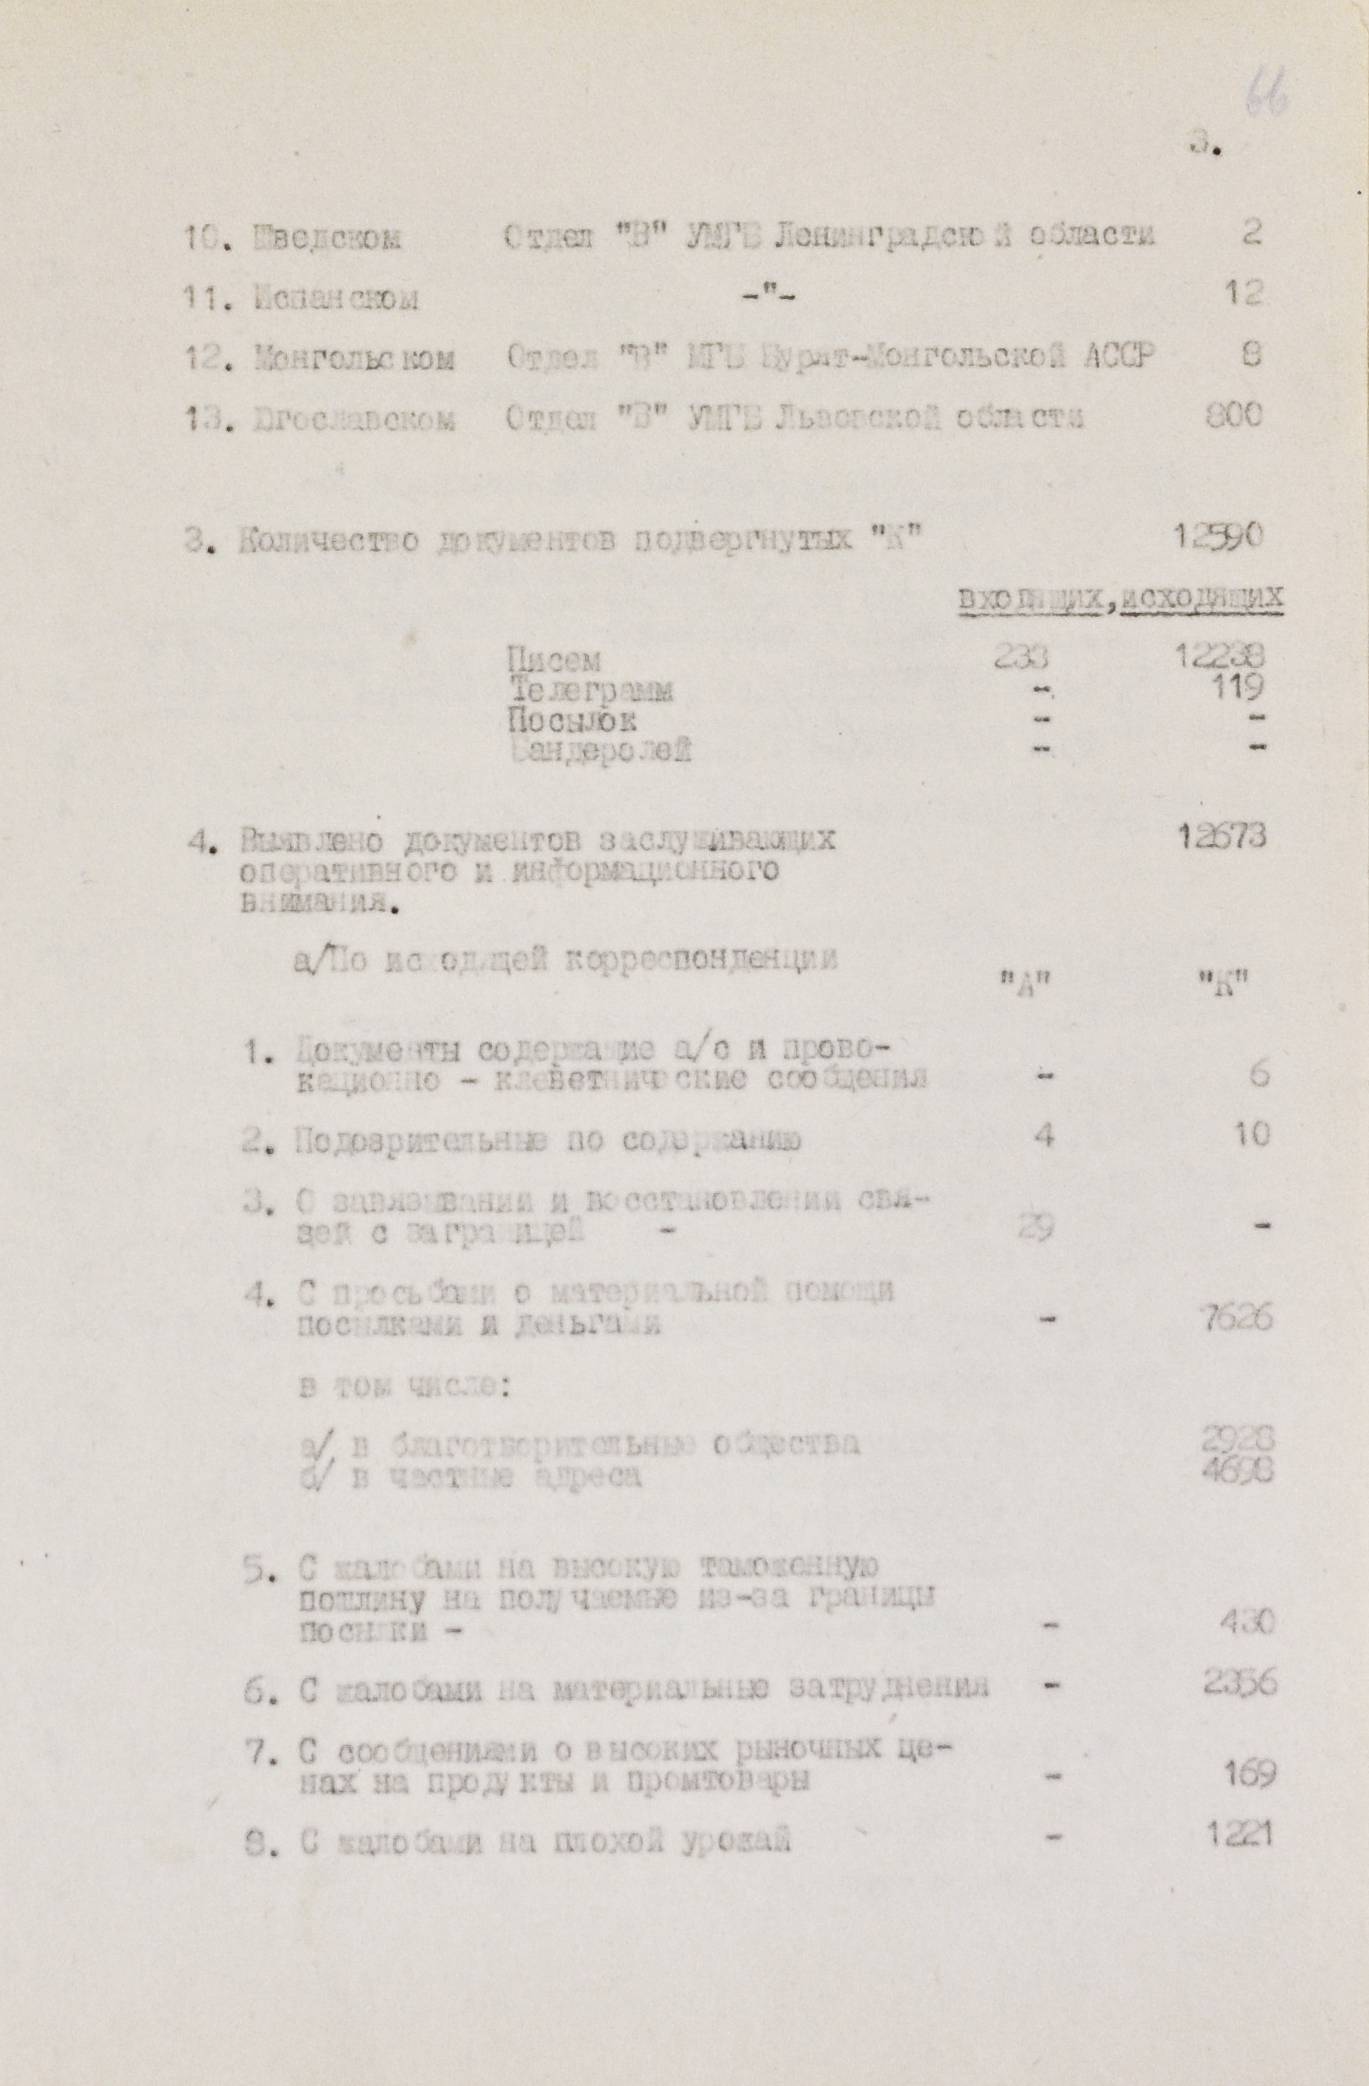 66
3.
10. Шведском Отдел "В" УМГБ Ленинградской области 2
11. Испанском -"- 12
12. Монгольском Отдел "В" МГБ Бурят-Монгольской АССР 8
13. Югославском Отдел "В" УМГБ Львовской области 800
3. Количество документов подвергнутых "К" 12590
входящих, исходящих
Писем 233 12238
Телеграмм - 119
Посылок - -
Бандеролей - -
4. Выявлено документов заслуживающих 12673
оперативного и информационного
внимания.
а/По исходящей корреспонденции
"А" "К"
1. Документы содержащие а/с и прово-
кационно - клеветнические сообщения - 6
2. Подозрительные по содержанию 4 10
3. О завязывании и восстановлении свя-
зей с заграницей - 29 -
4. С просьбами о материальной помощи
посылками и деньгами - 7626
в том числе:
а/ в благотворительные общества 2928
б/ в частные адреса 4698
5. С жалобами на высокую таможенную
пошлину на получаемые из-за границы
посылки - - 430
6. С жалобами на материальные затруднения - 2356
7. С сообщениями о высоких рыночных це-
нах на продукты и промтовары - 169
8. С жалобами на плохой урожай - 1221